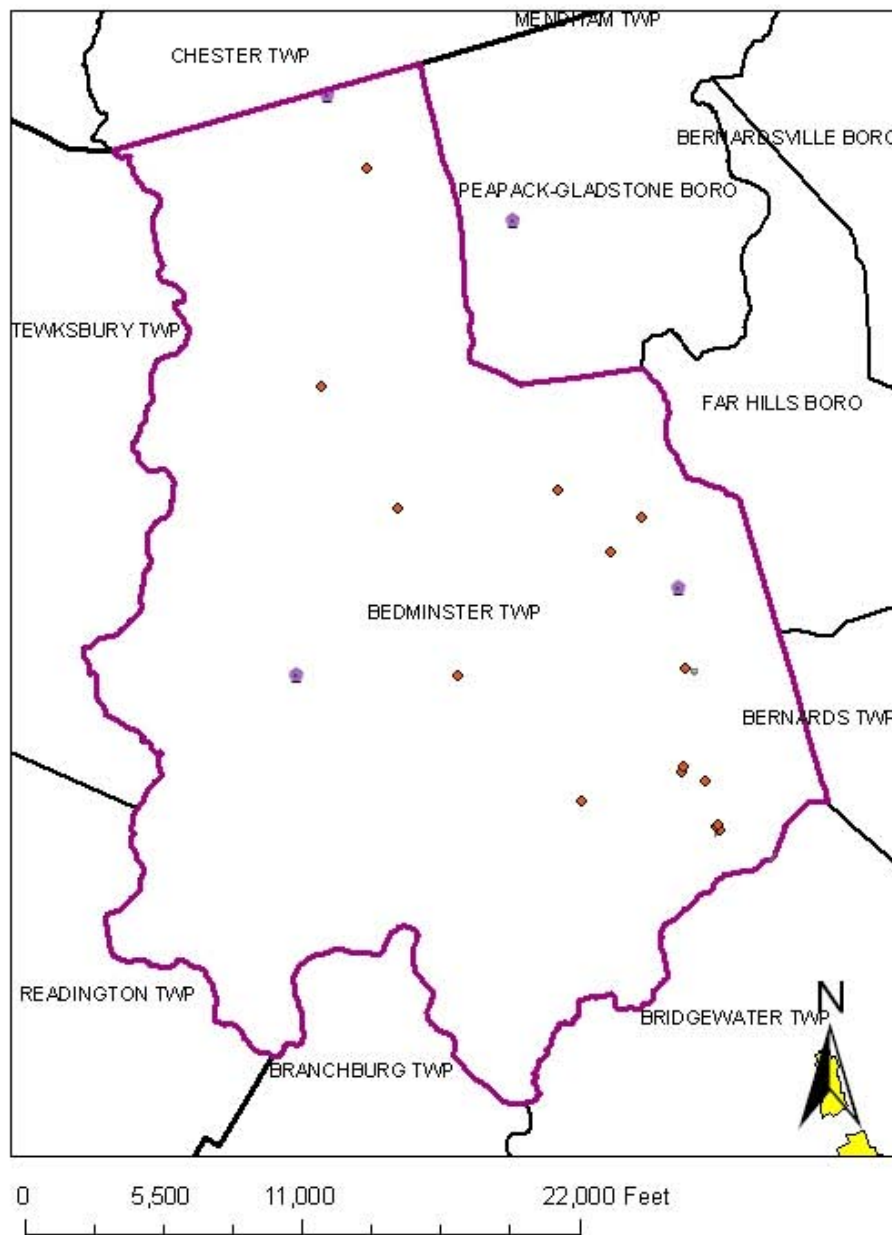 MENDHAM TWP
CHESTER TWP
BERNARDSVILLE BORO
PEAPACK-GLADSTONE BORO
TEWKSBURY TWP
FAR HILLS BORO
BEDMINSTER TWP
BERNARDS TWP
READINGTON TWP
N
BRIDGEWATER TWP
BRANCHBURG TWP
0 5,500 11,000 22,000 Feet